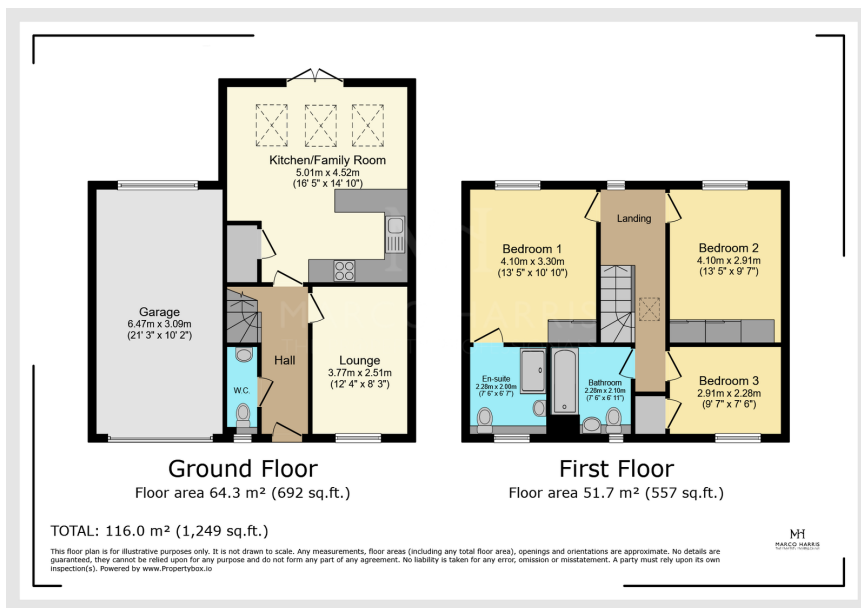 Kitchen/Family Room
5.01m x 4.52m
(16' 5" x 14' 10")
Garage
6.47m x 3.09m
(21' 3" x 10' 2")
Hall
Lounge
3.77m x 2.51m
(12' 4" x 8' 3")
W.C.
Landing
Bedroom 1
4.10m x 3.30m
(13' 5" x 10' 10")
Bedroom 2
4.10m x 2.91m
(13' 5" x 9' 7")
En-suite
2.28m x 2.00m
(7' 6" x 6' 7")
Bathroom
2.28m x 2.10m
(7' 6" x 6' 11")
Bedroom 3
2.91m x 2.28m
(9' 7" x 7' 6")
MH
MARCO HARRIS
Ground Floor
Floor area 64.3 m² (692 sq.ft.)
First Floor
Floor area 51.7 m² (557 sq.ft.)
TOTAL: 116.0 m² (1,249 sq.ft.)
This floor plan is for illustrative purposes only. It is not drawn to scale. Any measurements, floor areas (including any total floor area), openings and orientations are approximate. No details are
guaranteed, they cannot be relied upon for any purpose and do not form any part of any agreement. No liability is taken for any error, omission or misstatement. A party must rely upon its own
inspection(s). Powered by www.Propertybox.io
MH
MARCO HARRIS